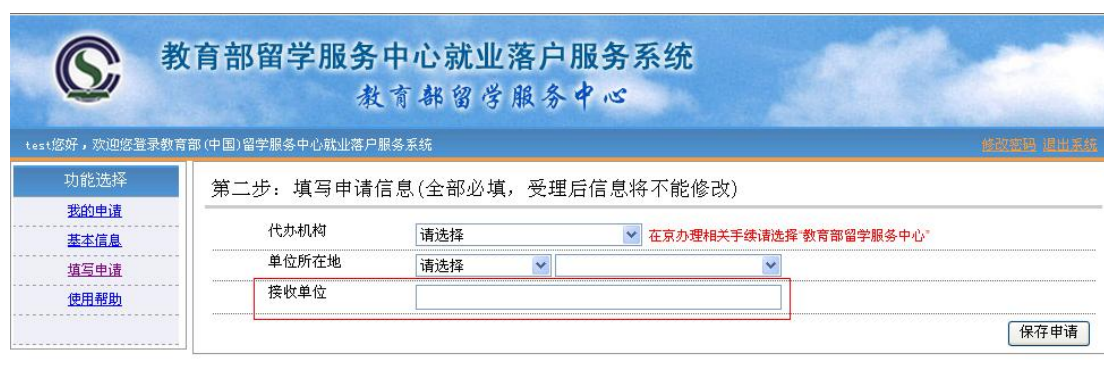 教育部留学服务中心就业落户服务系统
教育部留学服务中心
test您好，欢迎您登录教育部(中国)留学服务中心就业落户服务系统
修改密码 退出系统
功能选择
我的申请
基本信息
填写申请
使用帮助
第二步：填写申请信息(全部必填，受理后信息将不能修改)
代办机构 请选择 在京办理相关手续请选择"教育部留学服务中心"
单位所在地 请选择
接收单位
保存申请